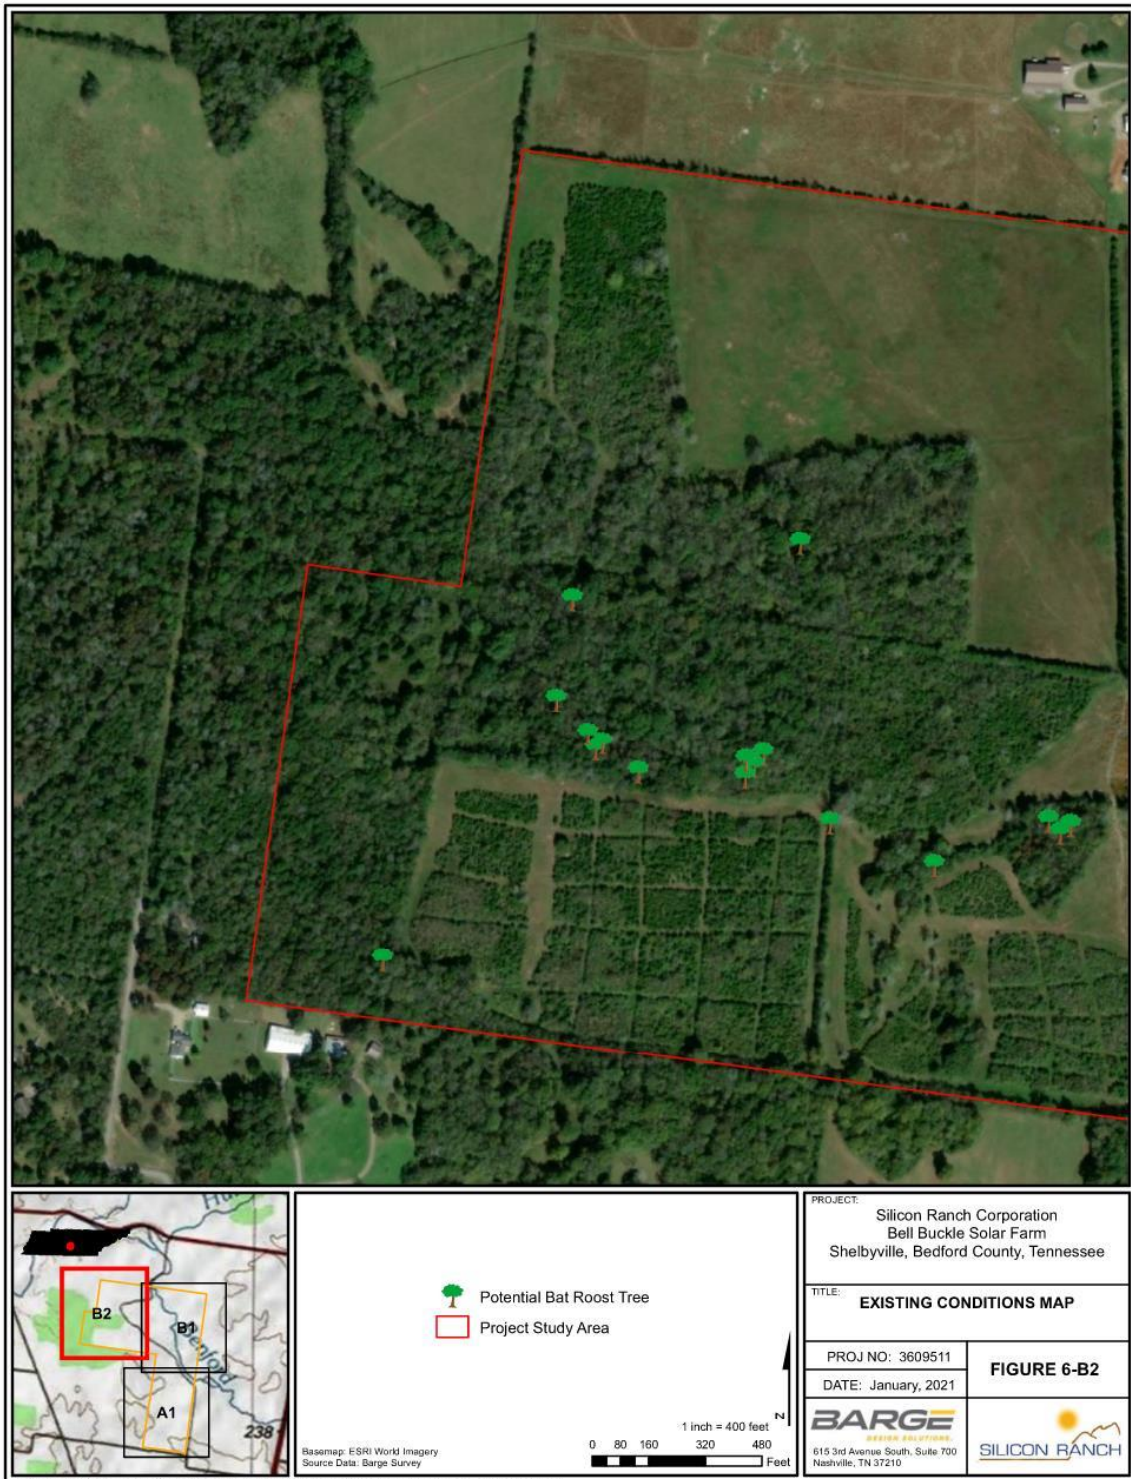 Potential Bat Roost Tree
Project Study Area
Basemap: ESRI World Imagery
Source Data: Barge Survey
1 inch = 400 feet
N
0 80 160 320 480
Feet
B2
B1
A1
238
PROJECT:
Silicon Ranch Corporation
Bell Buckle Solar Farm
Shelbyville, Bedford County, Tennessee
TITLE:
EXISTING CONDITIONS MAP
PROJ NO: 3609511
DATE: January, 2021
FIGURE 6-B2
BARGE
DESIGN SOLUTIONS.
615 3rd Avenue South, Suite 700
Nashville, TN 37210
SILICON RANCH